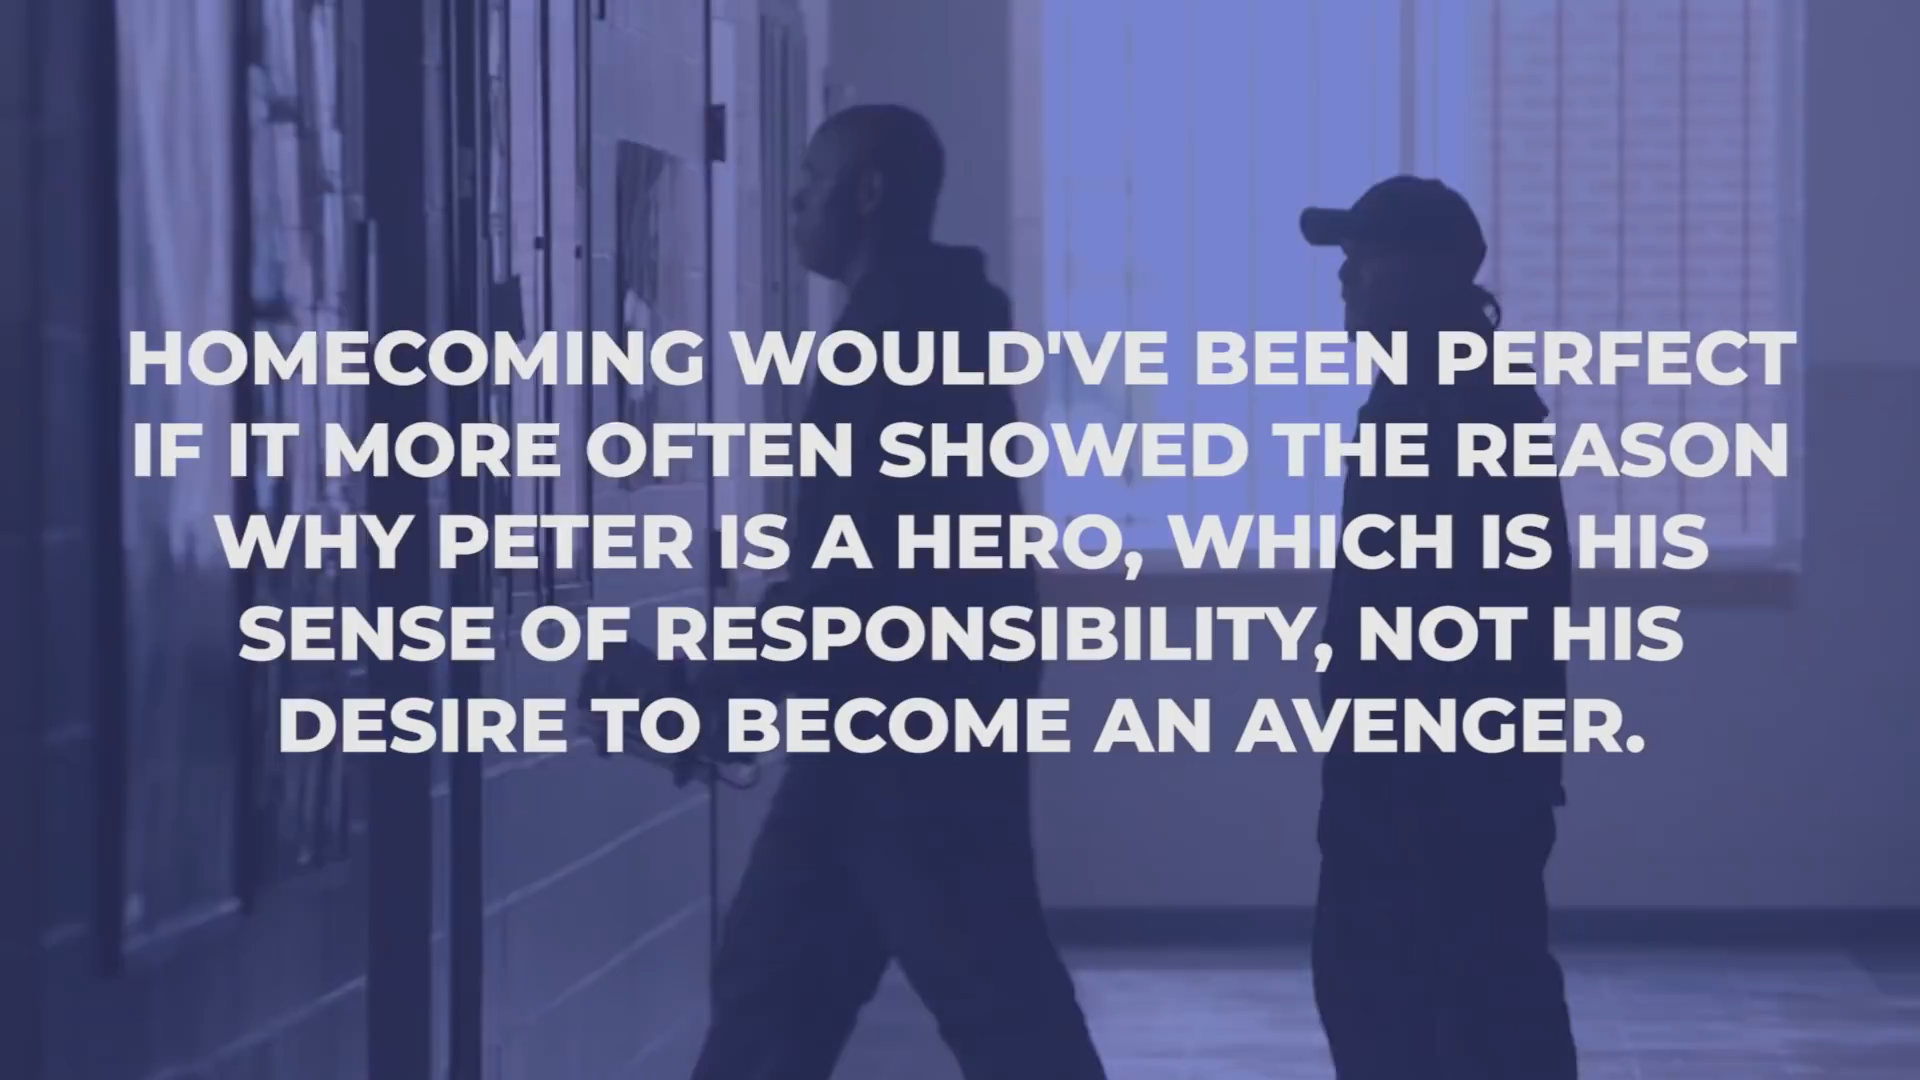 HOMECOMING WOULD'VE BEEN PERFECT
IF IT MORE OFTEN SHOWED THE REASON
WHY PETER IS A HERO, WHICH IS HIS
SENSE OF RESPONSIBILITY, NOT HIS
DESIRE TO BECOME AN AVENGER.